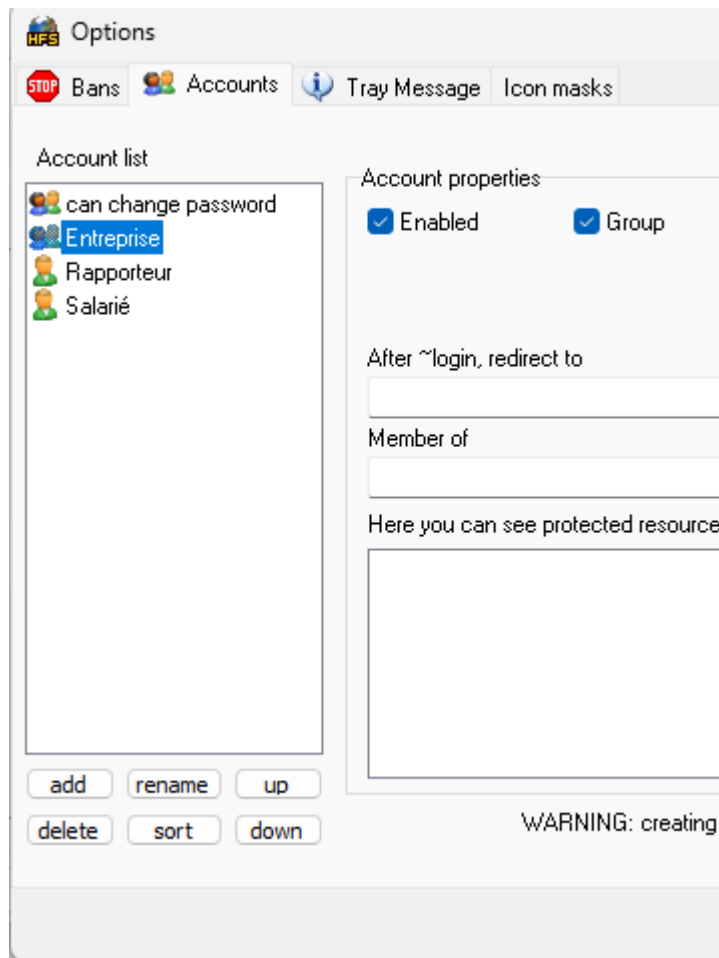 HFS Options
STOP Bans Accounts Tray Message Icon masks
Account list
can change password
Entreprise
Rapporteur
Salarié
add rename up
delete sort down
Account properties
Enabled Group
After ~login, redirect to
Member of
Here you can see protected resource
WARNING: creating